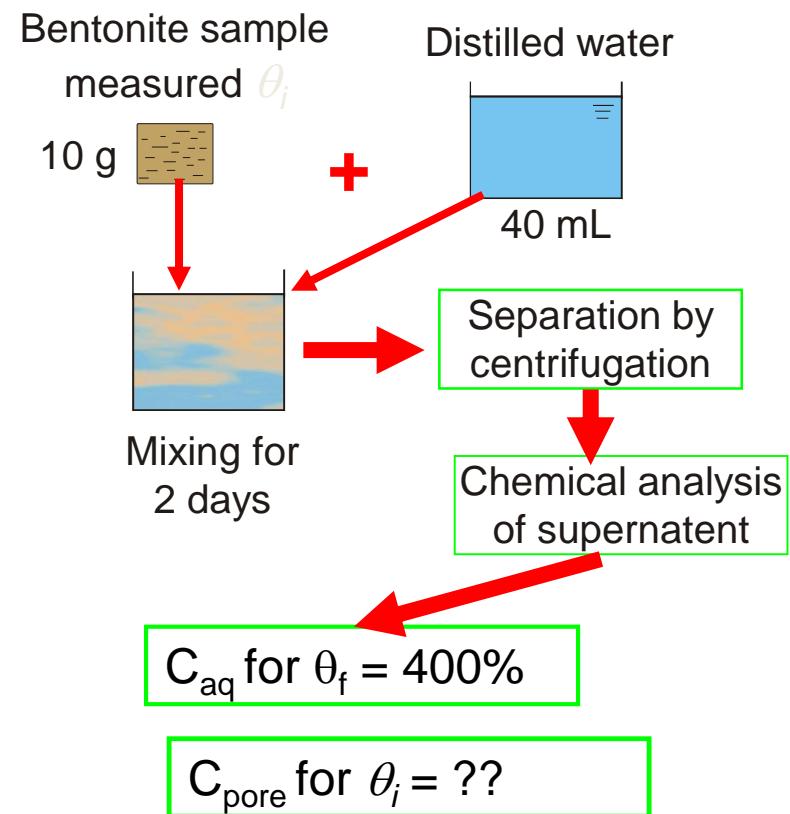 Bentonite sample
measured θi
Distilled water
10 g
+
40 mL
Mixing for
2 days
Separation by
centrifugation
Chemical analysis
of supernatent
Caq for θf = 400%
Cpore for θi = ??